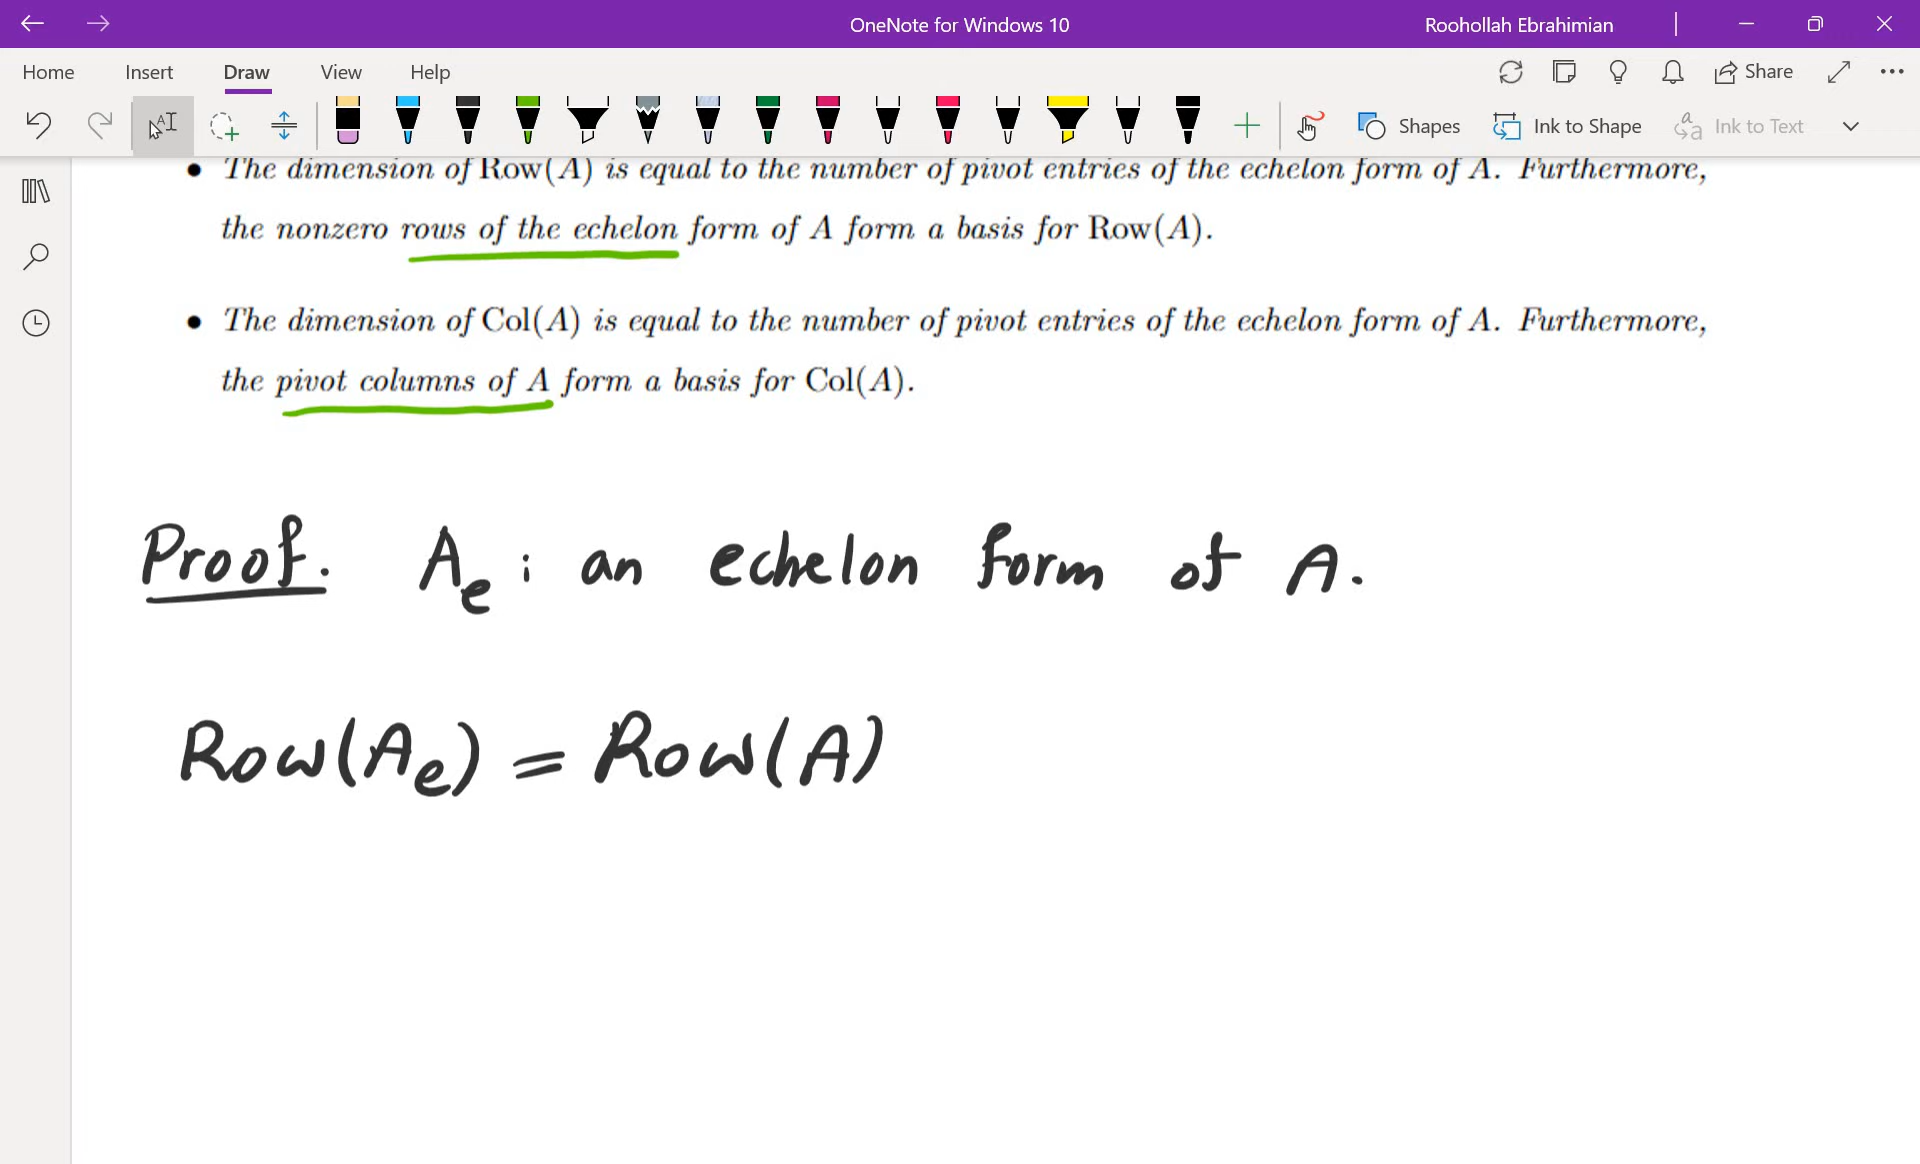 OneNote for Windows 10
Roohollah Ebrahimian
Home Insert Draw View Help
Share
Shapes Ink to Shape Ink to Text
• The dimension of Row(A) is equal to the number of pivot entries of the echelon form of A. Furthermore,
the nonzero rows of the echelon form of A form a basis for Row(A).
• The dimension of Col(A) is equal to the number of pivot entries of the echelon form of A. Furthermore,
the pivot columns of A form a basis for Col(A).
Proof. Aₑ : an echelon form of A.
Row(Aₑ) = Row(A)